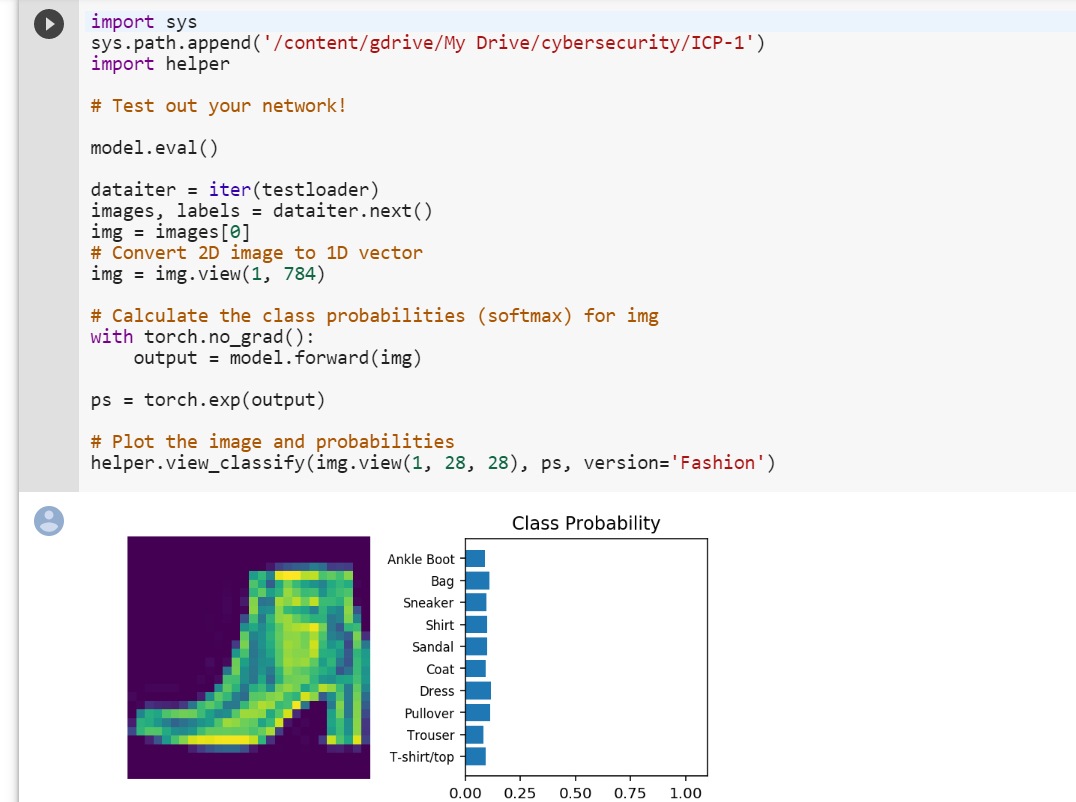 import sys
sys.path.append('/content/gdrive/My Drive/cybersecurity/ICP-1')
import helper
# Test out your network!
model.eval()
dataiter = iter(testloader)
images, labels = dataiter.next()
img = images[0]
# Convert 2D image to 1D vector
img = img.view(1, 784)
# Calculate the class probabilities (softmax) for img
with torch.no_grad():
    output = model.forward(img)
ps = torch.exp(output)
# Plot the image and probabilities
helper.view_classify(img.view(1, 28, 28), ps, version='Fashion')
Class Probability
Ankle Boot
Bag
Sneaker
Shirt
Sandal
Coat
Dress
Pullover
Trouser
T-shirt/top
0.00 0.25 0.50 0.75 1.00